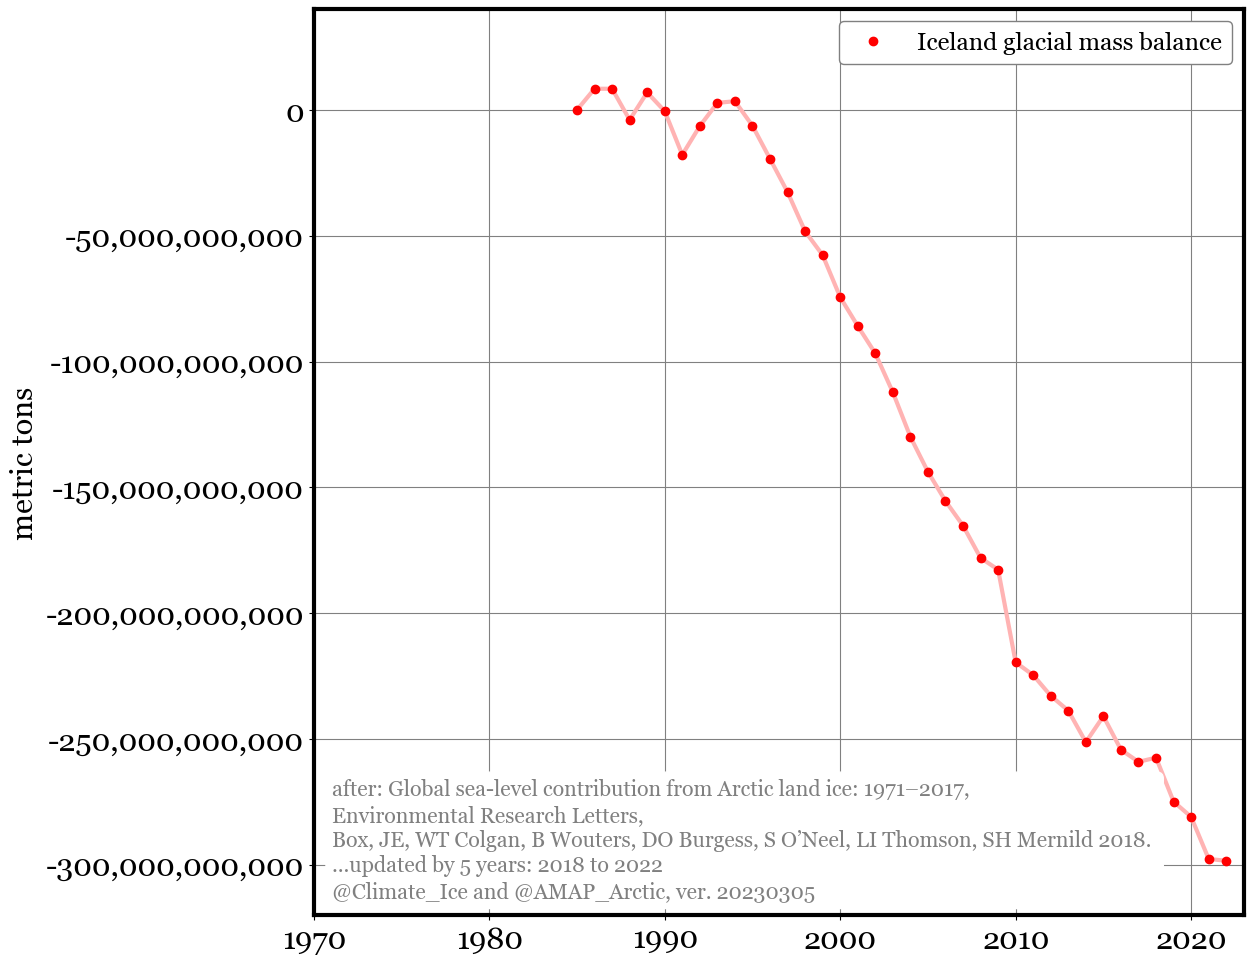 Iceland glacial mass balance
0
-50,000,000,000
-100,000,000,000
-150,000,000,000
-200,000,000,000
-250,000,000,000
-300,000,000,000
metric tons
after: Global sea-level contribution from Arctic land ice: 1971–2017,
Environmental Research Letters,
Box, JE, WT Colgan, B Wouters, DO Burgess, S O’Neel, LI Thomson, SH Mernild 2018.
...updated by 5 years: 2018 to 2022
@Climate_Ice and @AMAP_Arctic, ver. 20230305
1970 1980 1990 2000 2010 2020